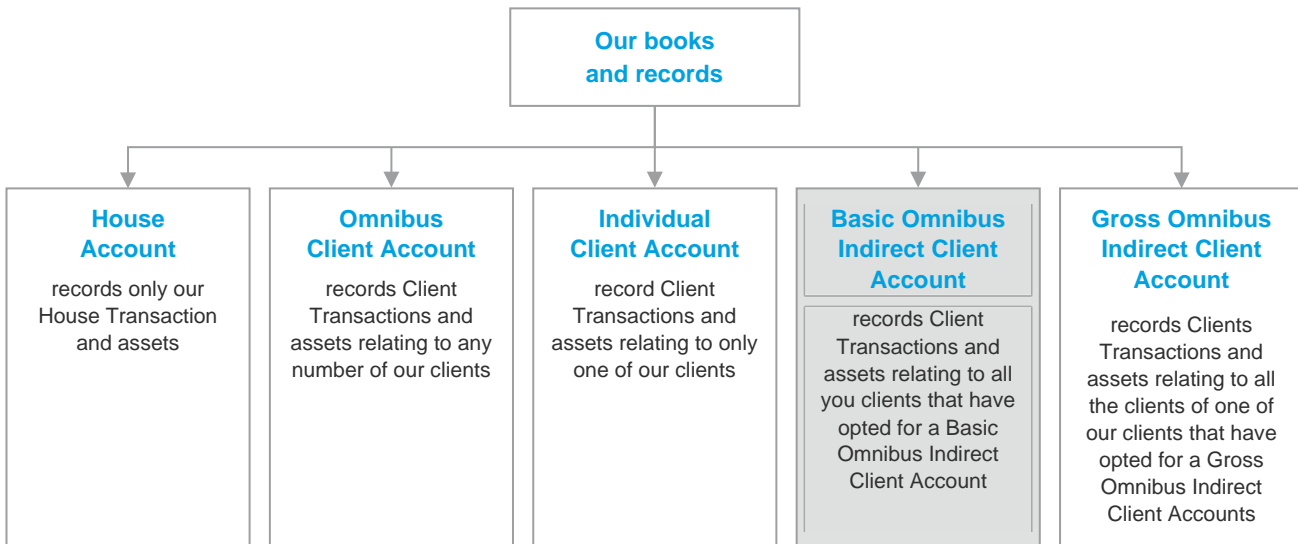 Our books
and records
House
Account
records only our
House Transaction
and assets
Omnibus
Client Account
records Client
Transactions and
assets relating to any
number of our clients
Individual
Client Account
record Client
Transactions and
assets relating to only
one of our clients
Basic Omnibus
Indirect Client
Account
records Client
Transactions and
assets relating to all
you clients that have
opted for a Basic
Omnibus Indirect
Client Account
Gross Omnibus
Indirect Client
Account
records Clients
Transactions and
assets relating to all
the clients of one of
our clients that have
opted for a Gross
Omnibus Indirect
Client Accounts